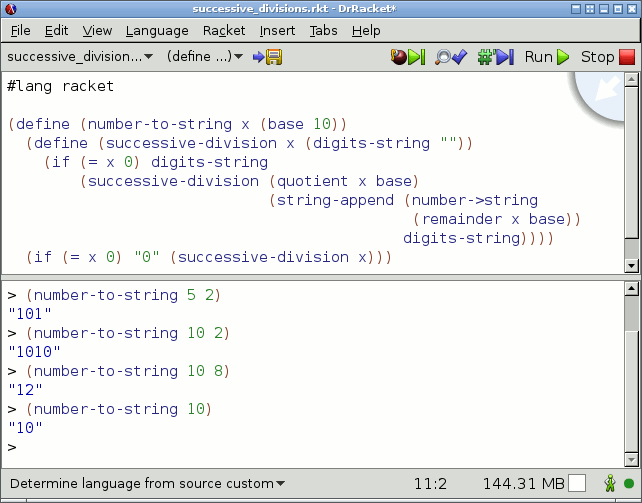 successive_divisions.rkt - DrRacket*
File Edit View Language Racket Insert Tabs Help
successive_division... (define ...) Run Stop
#lang racket
(define (number-to-string x (base 10))
  (define (successive-division x (digits-string ""))
    (if (= x 0) digits-string
        (successive-division (quotient x base)
                             (string-append (number->string
                                             (remainder x base))
                                            digits-string))))
  (if (= x 0) "0" (successive-division x)))
> (number-to-string 5 2)
"101"
> (number-to-string 10 2)
"1010"
> (number-to-string 10 8)
"12"
> (number-to-string 10)
"10"
>
Determine language from source custom 11:2 144.31 MB